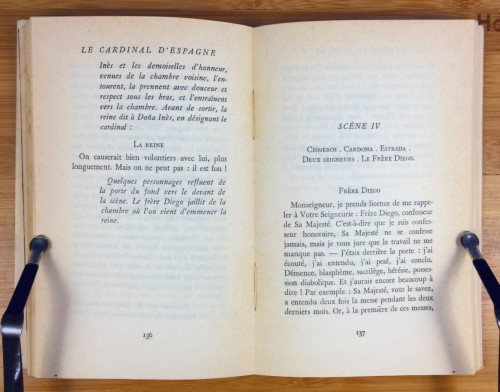 LE CARDINAL D'ESPAGNE
Inès et les demoiselles d'honneur,
venues de la chambre voisine, l'en-
tourent, la prennent avec douceur et
respect sous les bras, et l'entraînent
vers la chambre. Avant de sortir, la
reine dit à Doña Inès, en désignant le
cardinal :
LA REINE
On causerait bien volontiers avec lui, plus
longuement. Mais on ne peut pas : il est fou !
Quelques personnages refluent de
la porte du fond vers le devant de
la scène. Le frère Diego jaillit de la
chambre où l'on vient d'emmener la
reine.
136
SCÈNE IV
CISNEROS . CARDONA . ESTRADA .
DEUX SEIGNEURS . LE FRÈRE DIEGO.
FRÈRE DIEGO
Monseigneur, je prends licence de me rappe-
ler à Votre Seigneurie : Frère Diego, confesseur
de Sa Majesté. C'est-à-dire que je suis confes-
seur honoraire, Sa Majesté ne se confesse
jamais, mais je vous jure que le travail ne me
manque pas. — J'étais derrière la porte : j'ai
écouté, j'ai entendu, j'ai pesé, j'ai conclu.
Démence, blasphème, sacrilège, hérésie, posses-
sion diabolique. Et j'aurais encore beaucoup à
dire ! Par exemple : Sa Majesté, vous le savez,
a entendu deux fois la messe pendant les deux
derniers mois. Or, à la première de ces messes,
137